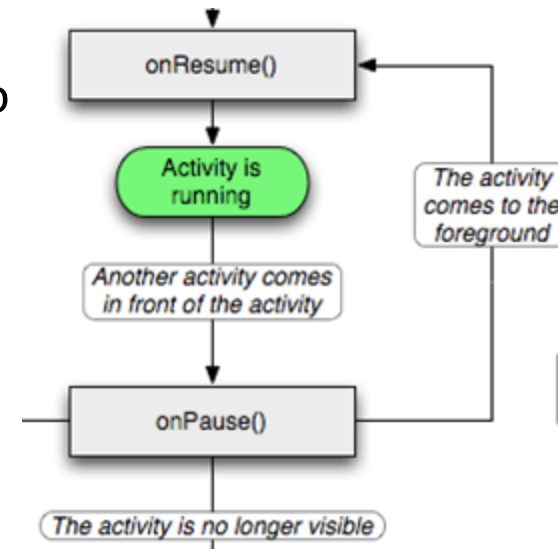 onResume()
Activity is
running
The activity
comes to the
foreground
Another activity comes
in front of the activity
onPause()
The activity is no longer visible